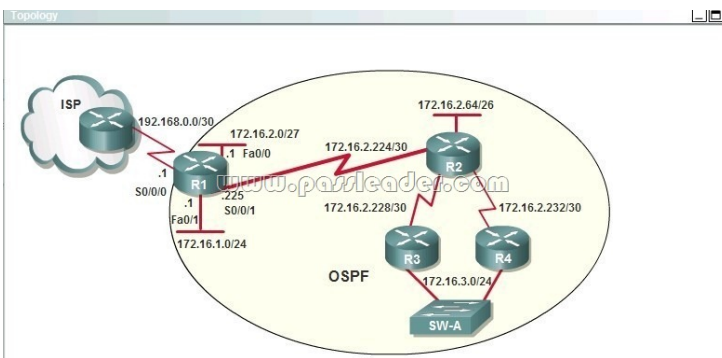 Topology
ISP
192.168.0.0/30
172.16.2.0/27
.1 Fa0/0
172.16.2.64/26
172.16.2.224/30
R2
.1
S0/0/0
R1
.1
Fa0/1
.225
S0/0/1
www.passleader.com
172.16.2.228/30
172.16.2.232/30
172.16.1.0/24
R3
R4
OSPF
172.16.3.0/24
SW-A